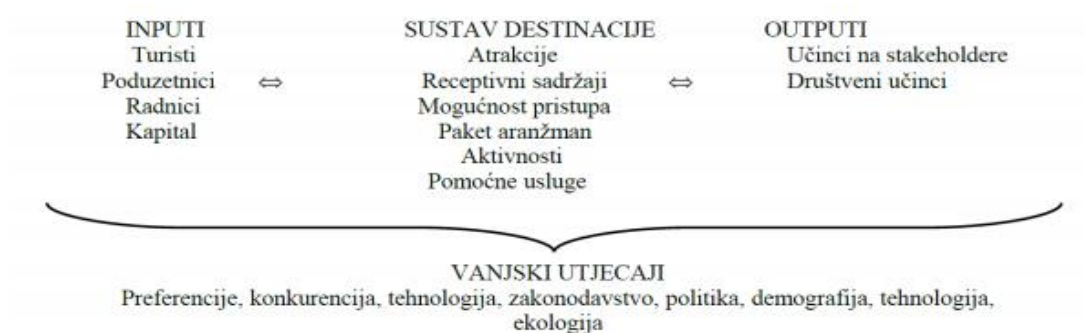 INPUTI SUSTAV DESTINACIJE OUTPUTI
Turisti Atrakcije Učinci na stakeholdere
Poduzetnici ⇔ Receptivni sadržaji ⇔ Društveni učinci
Radnici Mogućnost pristupa
Kapital Paket aranžman
Aktivnosti
Pomoćne usluge
VANJSKI UTJECAJI
Preferencije, konkurencija, tehnologija, zakonodavstvo, politika, demografija, tehnologija,
ekologija